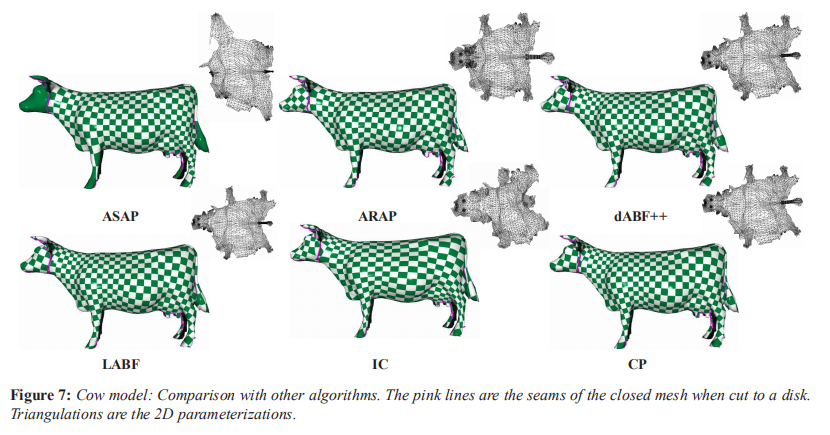 ASAP
ARAP
dABF++
LABF
IC
CP
Figure 7: Cow model: Comparison with other algorithms. The pink lines are the seams of the closed mesh when cut to a disk.
Triangulations are the 2D parameterizations.